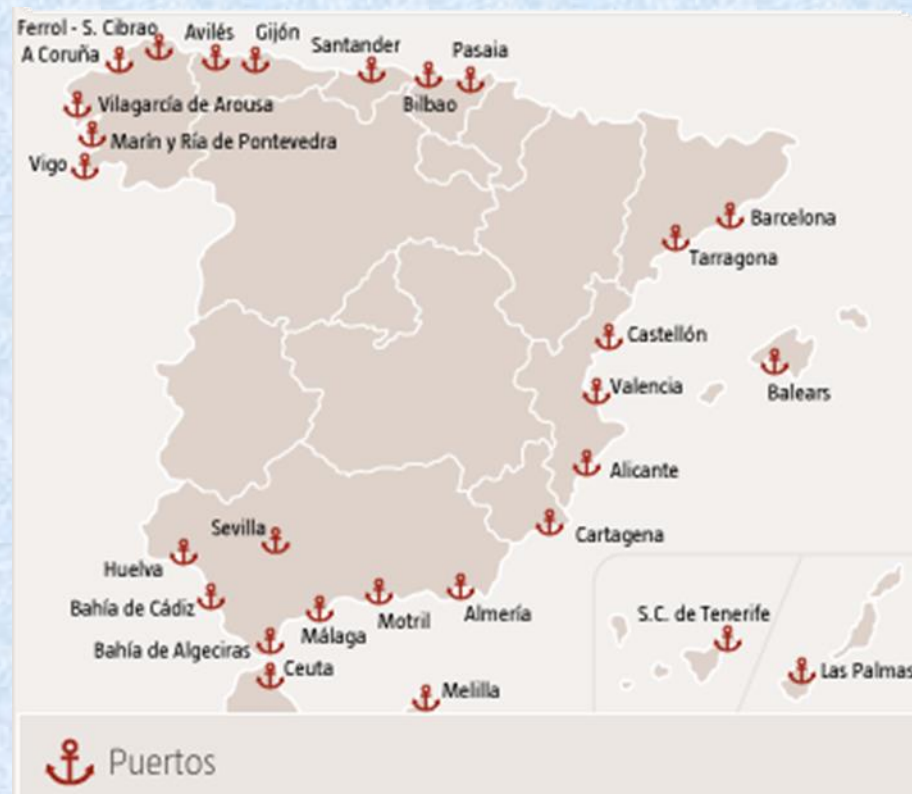 Ferrol - S. Cibrao
Avilés
Gijón
A Coruña
Santander
Pasaia
Bilbao
Vilagarcía de Arousa
Marín y Ría de Pontevedra
Vigo
Barcelona
Tarragona
Castellón
Valencia
Balears
Alicante
Sevilla
Cartagena
Huelva
Bahía de Cádiz
Málaga
Motril
Almería
S.C. de Tenerife
Bahía de Algeciras
Ceuta
Las Palmas
Melilla
Puertos